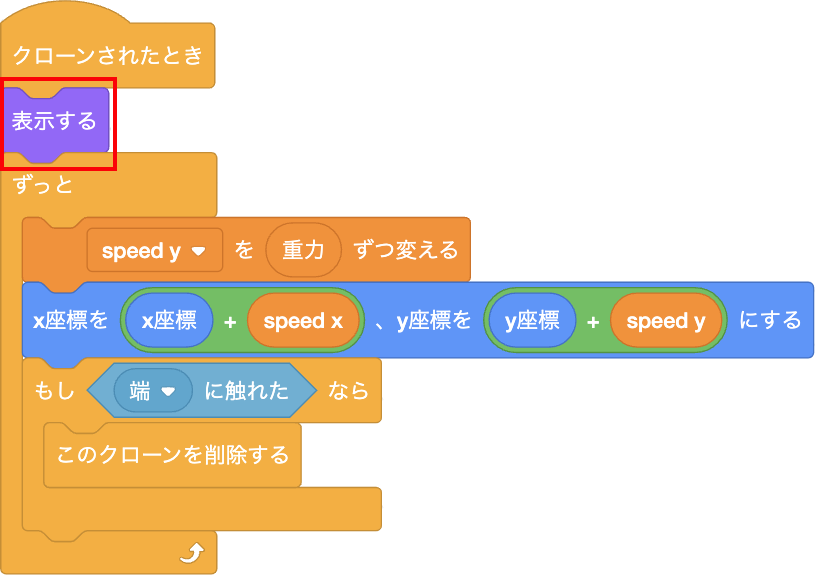 クローンされたとき
表示する
ずっと
speed y を 重力 ずつ変える
x座標を x座標 + speed x 、y座標を y座標 + speed y にする
もし 端 に触れた なら
このクローンを削除する